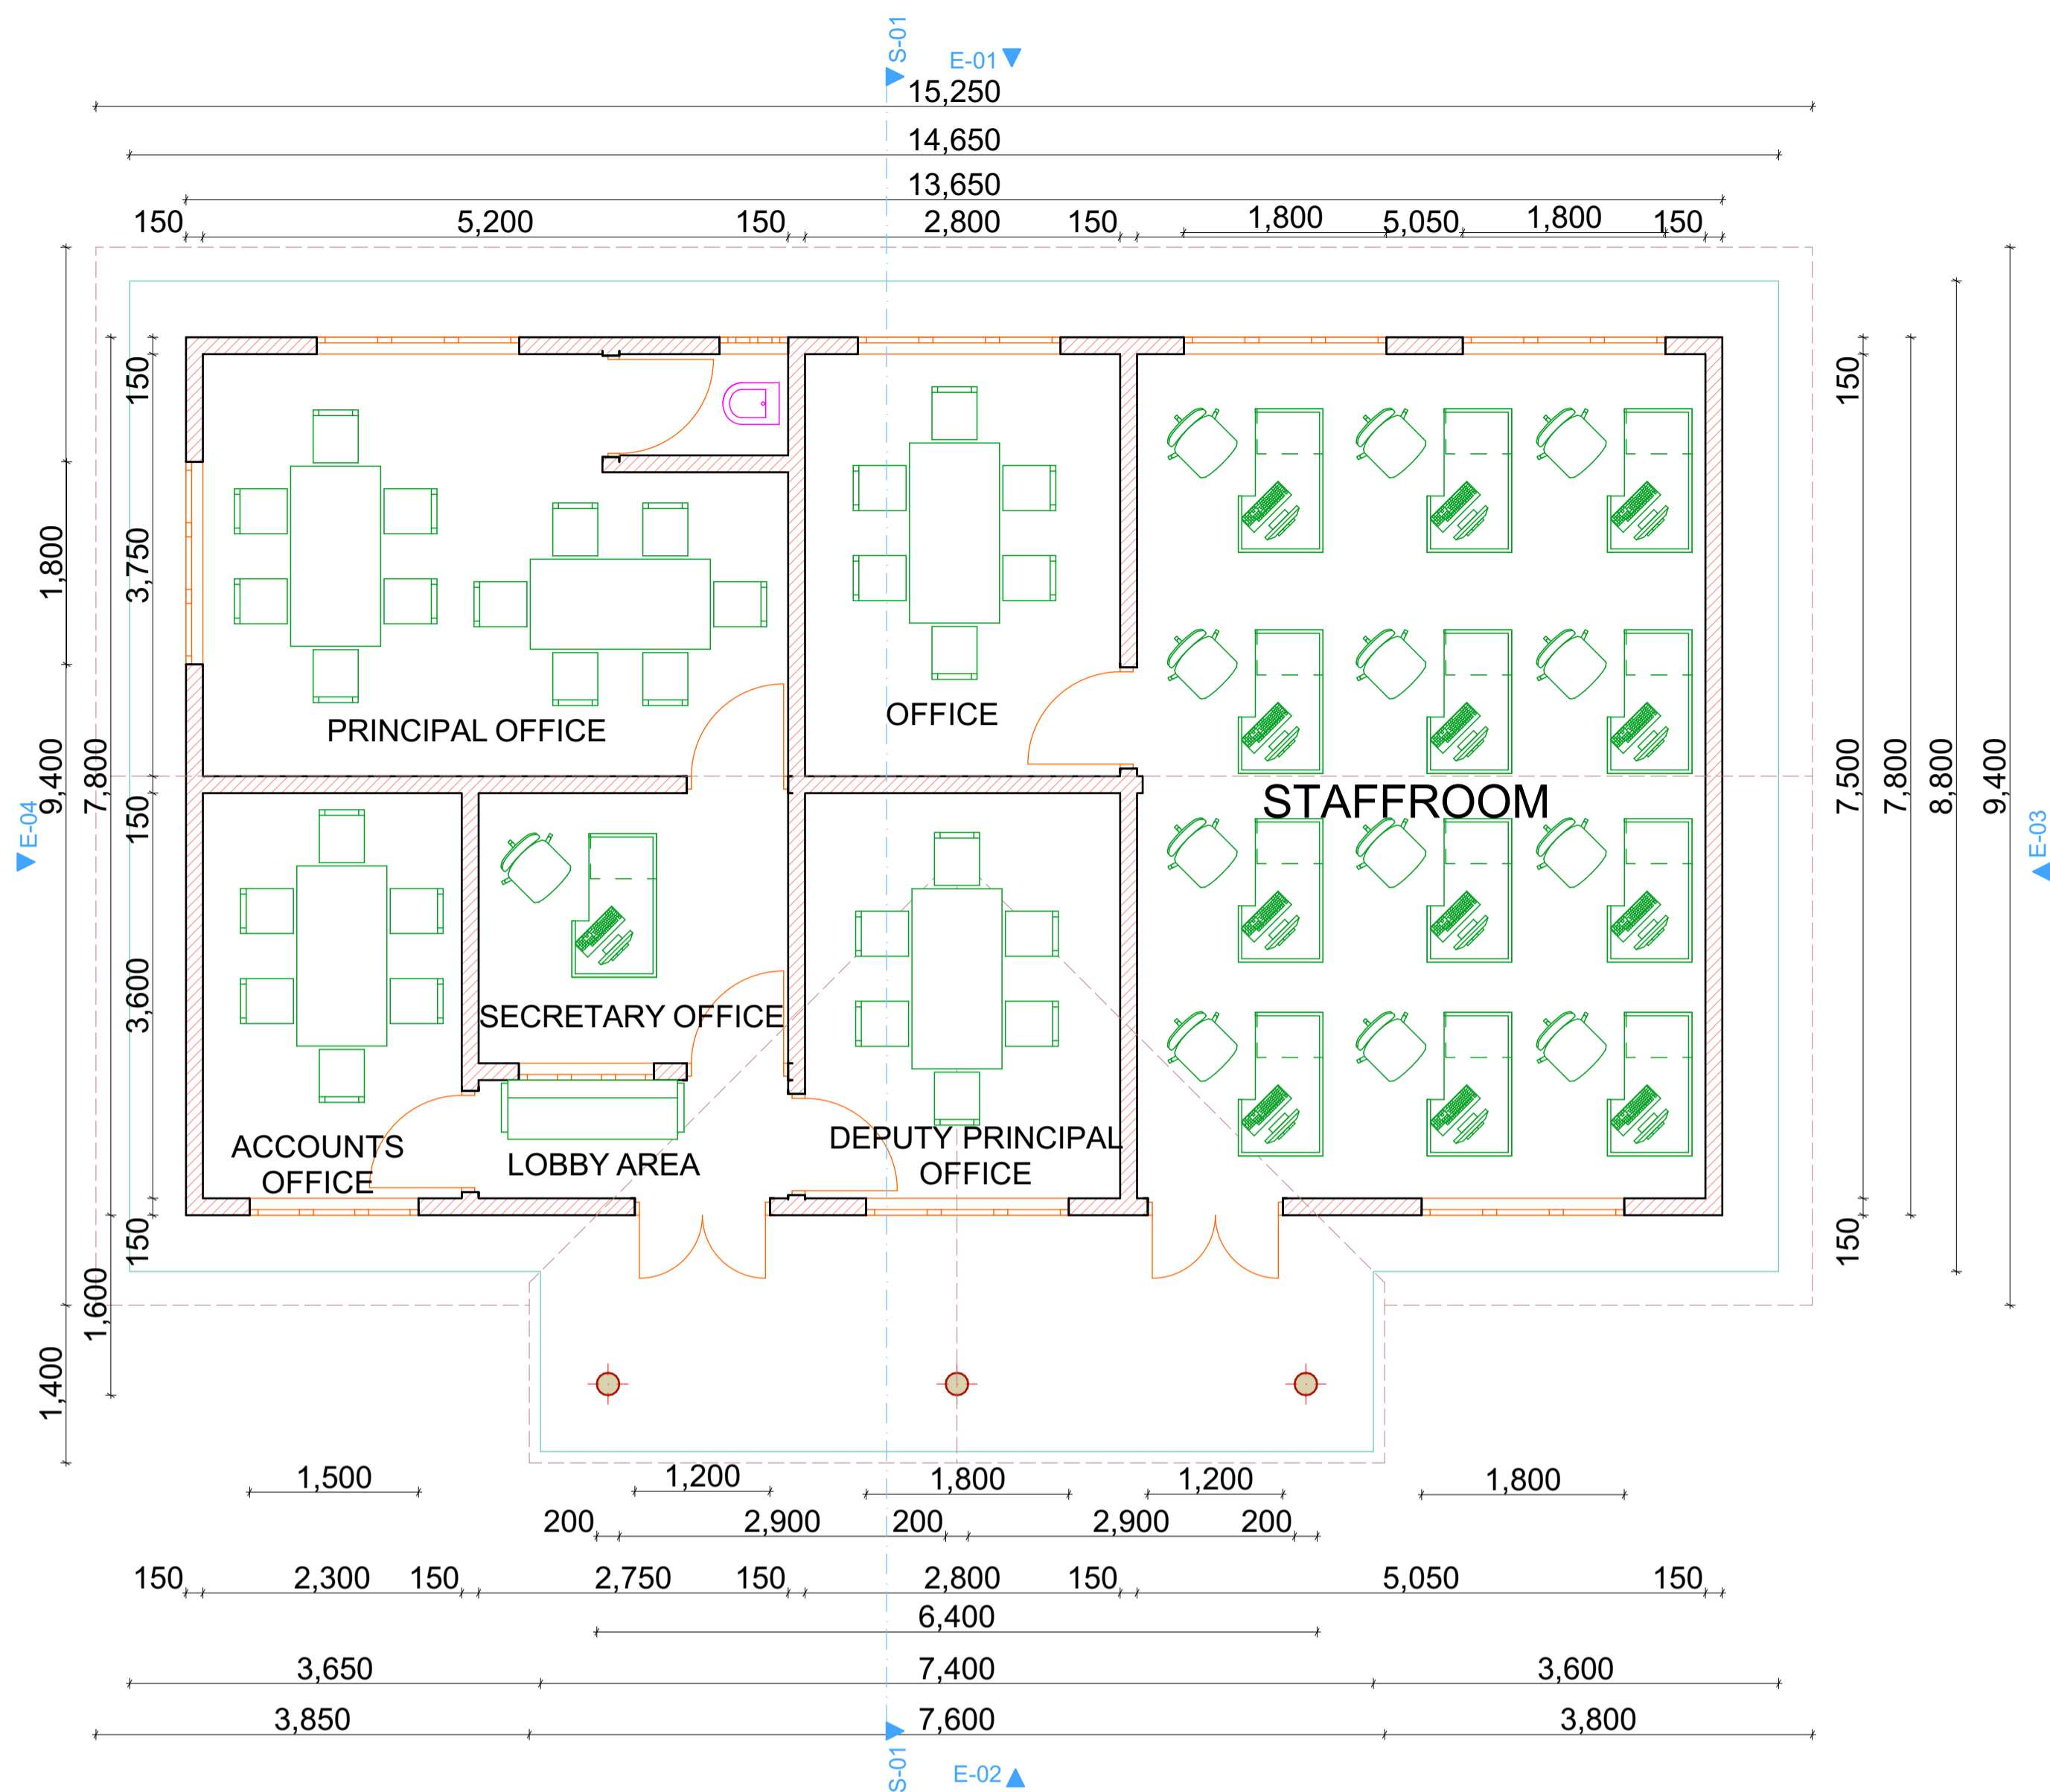 S-01
E-01
15,250
14,650
13,650
150 5,200 150 2,800 150 1,800 5,050 1,800 150
150
3,750
150
3,600
150
1,800
9,400
7,800
1,600
1,400
E-04
PRINCIPAL OFFICE
OFFICE
STAFFROOM
SECRETARY OFFICE
ACCOUNTS
OFFICE
LOBBY AREA
DEPUTY PRINCIPAL
OFFICE
150
7,500
150
7,800
8,800
9,400
E-03
1,500 1,200 1,800 1,200 1,800
200 2,900 200 2,900 200
150 2,300 150 2,750 150 2,800 150 5,050 150
6,400
3,650 7,400 3,600
3,850 7,600 3,800
S-01
E-02